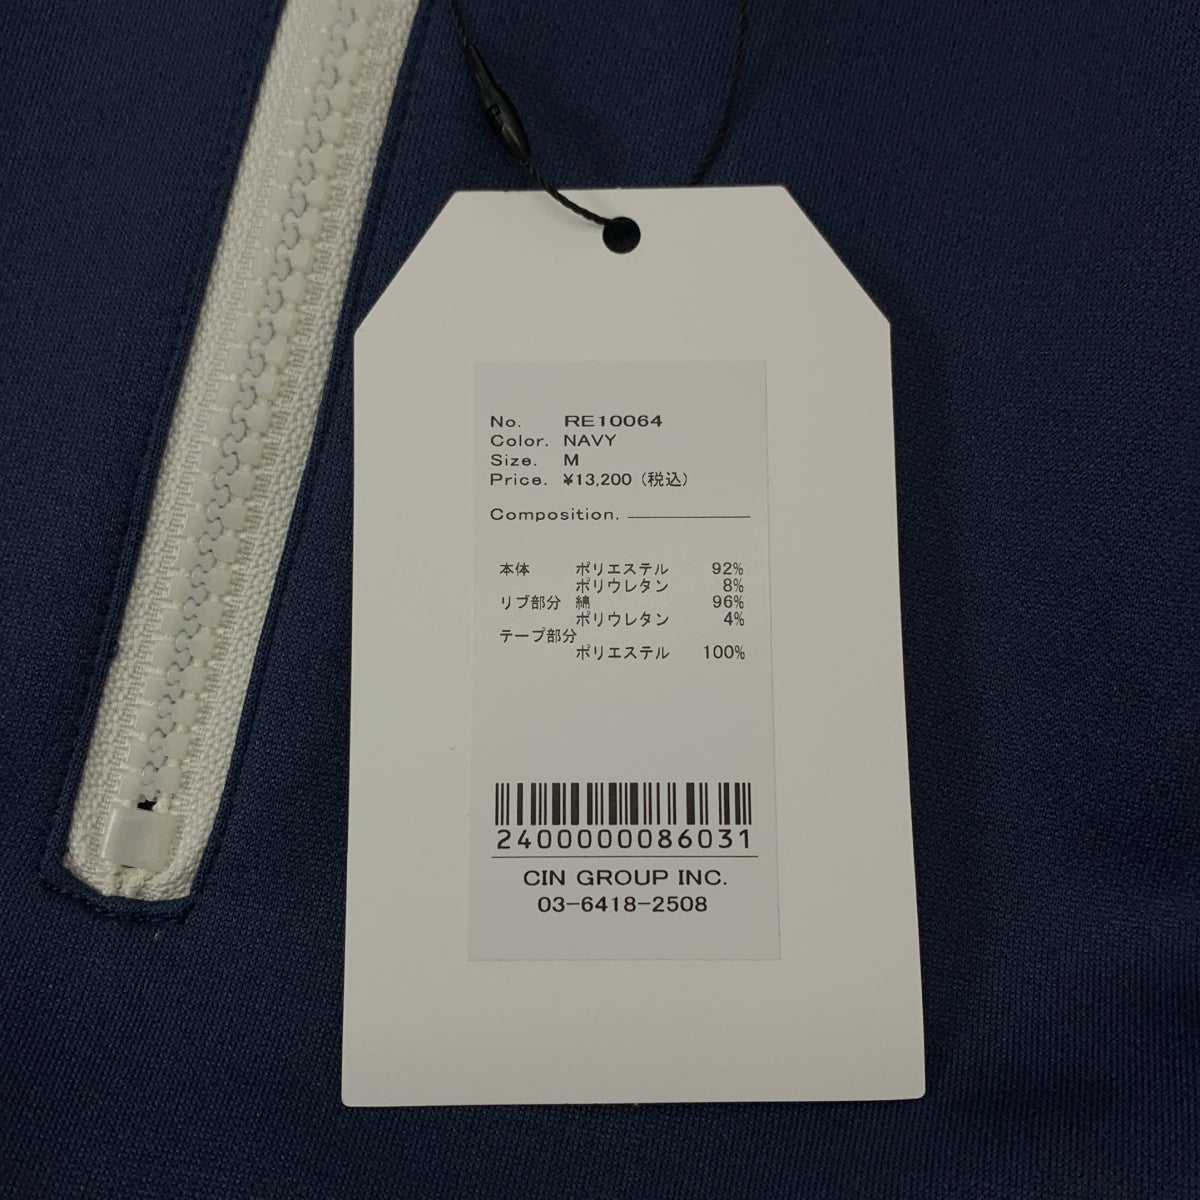 No. RE10064
Color. NAVY
Size. M
Price. ¥13,200 (税込)
Composition.
本体 ポリエステル 92%
ポリウレタン 8%
リブ部分 綿 96%
ポリウレタン 4%
テープ部分
ポリエステル 100%
2400000086031
CIN GROUP INC.
03-6418-2508